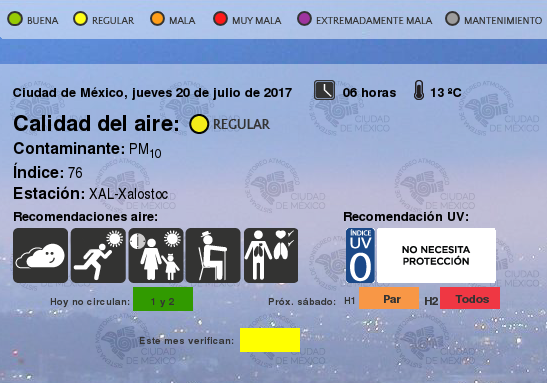 BUENA REGULAR MALA MUY MALA EXTREMADAMENTE MALA MANTENIMIENTO
Ciudad de México, jueves 20 de julio de 2017 06 horas 13 ºC
Calidad del aire: REGULAR
Contaminante: PM10
Índice: 76
Estación: XAL-Xalostoc
Recomendaciones aire: Recomendación UV:
ÍNDICE UV 0 NO NECESITA
PROTECCIÓN
Hoy no circulan: 1 y 2 Próx. sábado: H1 Par H2 Todos
Este mes verifican:
CIUDAD DE MÉXICO